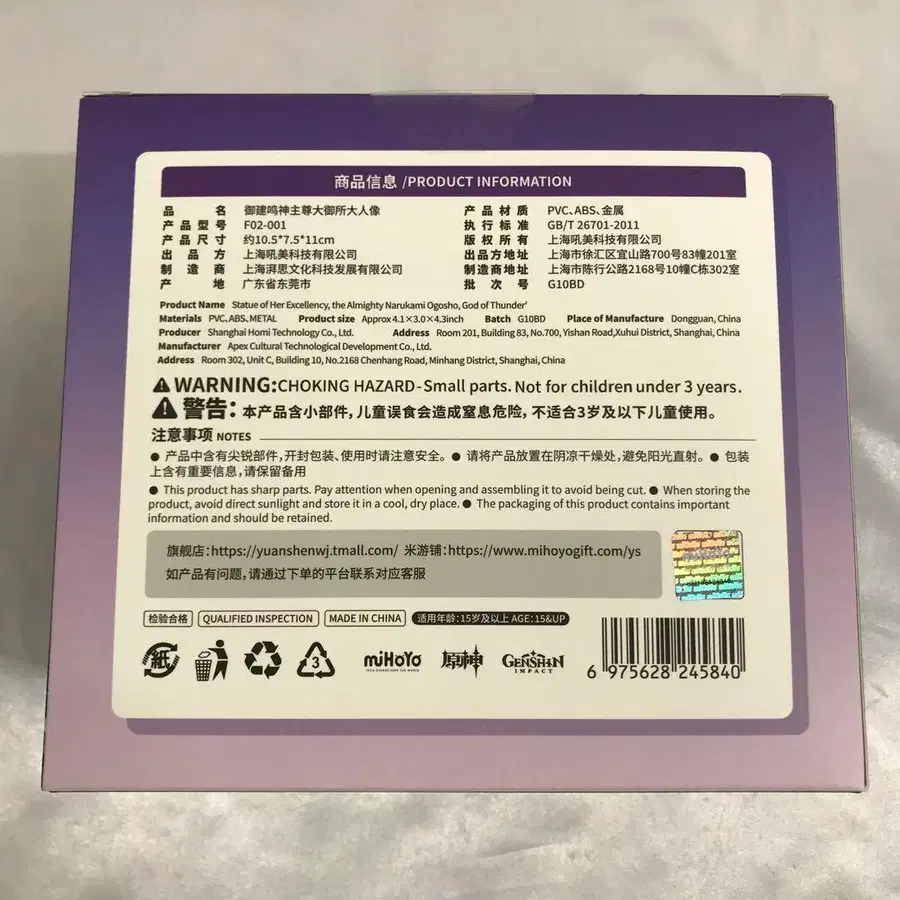 商品信息 /PRODUCT INFORMATION
品 名 御建鸣神主尊大御所大人像
产 品 型 号 F02-001
产 品 尺 寸 约10.5*7.5*11cm
出 品 方 上海吼美科技有限公司
制 造 商 上海湃思文化科技发展有限公司
产 地 广东省东莞市
产 品 材 质 PVC、ABS、金属
执 行 标 准 GB/T 26701-2011
版 权 所 有 上海吼美科技有限公司
出品方地址 上海市徐汇区宜山路700号83幢201室
制造商地址 上海市陈行公路2168号10幢C栋302室
批 次 号 G10BD
Product Name Statue of Her Excellency, the Almighty Narukami Ogosho, God of Thunder'
Materials PVC, ABS, METAL Product size Approx 4.1×3.0×4.3inch Batch G10BD Place of Manufacture Dongguan, China
Producer Shanghai Homi Technology Co., Ltd. Address Room 201, Building 83, No.700, Yishan Road,Xuhui District, Shanghai, China
Manufacturer Apex Cultural Technological Development Co., Ltd.
Address Room 302, Unit C, Building 10, No.2168 Chenhang Road, Minhang District, Shanghai, China
WARNING:CHOKING HAZARD-Small parts. Not for children under 3 years.
警告: 本产品含小部件, 儿童误食会造成窒息危险, 不适合3岁及以下儿童使用。
注意事项 NOTES
● 产品中含有尖锐部件,开封包装、使用时请注意安全。 ● 请将产品放置在阴凉干燥处,避免阳光直射。 ● 包装
上含有重要信息,请保留备用
● This product has sharp parts. Pay attention when opening and assembling it to avoid being cut. ● When storing the
product, avoid direct sunlight and store it in a cool, dry place. ● The packaging of this product contains important
information and should be retained.
旗舰店:https://yuanshenwj.tmall.com/ 米游铺:https://www.mihoyogift.com/ys
如产品有问题,请通过下单的平台联系对应客服
检验合格 QUALIFIED INSPECTION MADE IN CHINA 适用年龄:15岁及以上 AGE:15&UP
紙 3 miHoYo TECH OTAKUS SAVE THE WORLD 原神 GENSHIN IMPACT
6 975628 245840